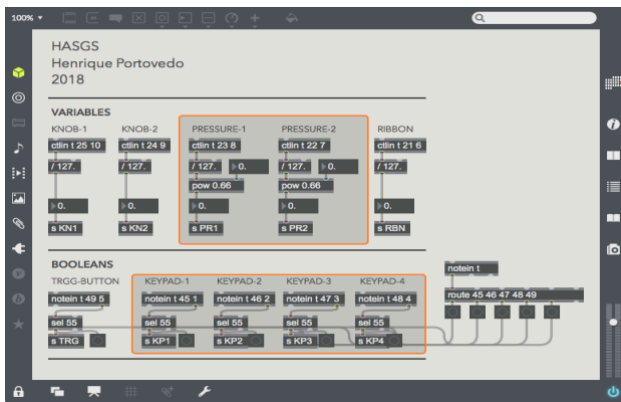 100%
HASGS
Henrique Portovedo
2018
VARIABLES
KNOB-1 KNOB-2 PRESSURE-1 PRESSURE-2 RIBBON
ctlin t 25 10 ctlin t 24 9 ctlin t 23 8 ctlin t 22 7 ctlin t 21 6
/ 127. / 127. / 127. 0. / 127. 0. / 127.
pow 0.66 pow 0.66
0. 0. 0. 0. 0.
s KN1 s KN2 s PR1 s PR2 s RBN
BOOLEANS
notein t
TRGG-BUTTON KEYPAD-1 KEYPAD-2 KEYPAD-3 KEYPAD-4
notein t 49 5 notein t 45 1 notein t 46 2 notein t 47 3 notein t 48 4 route 45 46 47 48 49
sel 55 sel 55 sel 55 sel 55 sel 55
s TRG s KP1 s KP2 s KP3 s KP4